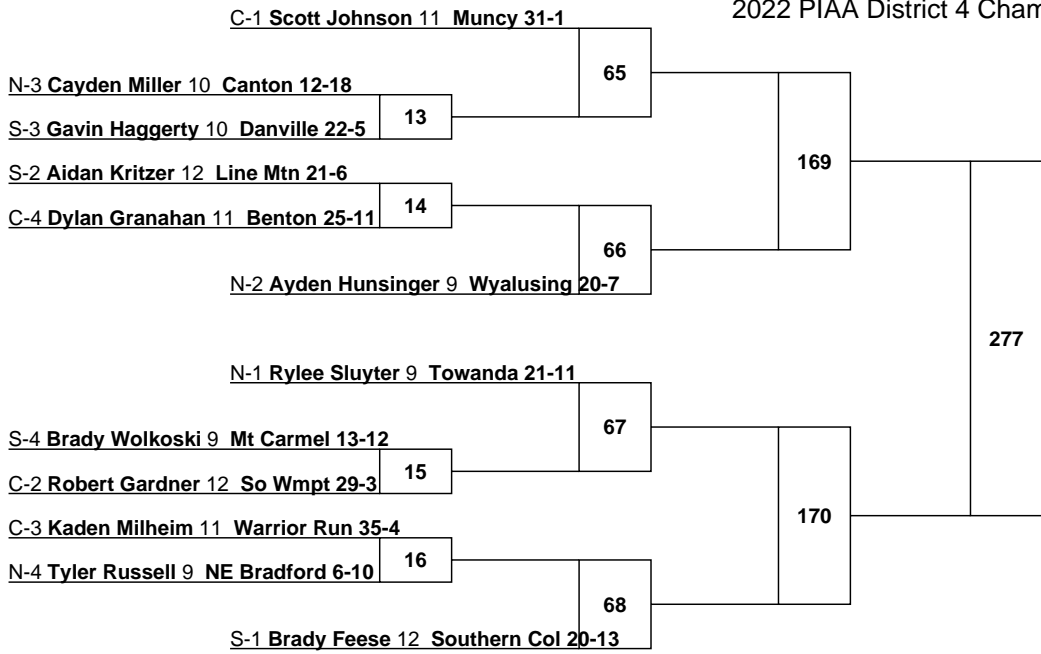 2022 PIAA District 4 Cham
C-1 Scott Johnson 11 Muncy 31-1
65
N-3 Cayden Miller 10 Canton 12-18
13
S-3 Gavin Haggerty 10 Danville 22-5
169
S-2 Aidan Kritzer 12 Line Mtn 21-6
14
C-4 Dylan Granahan 11 Benton 25-11
66
N-2 Ayden Hunsinger 9 Wyalusing 20-7
277
N-1 Rylee Sluyter 9 Towanda 21-11
67
S-4 Brady Wolkoski 9 Mt Carmel 13-12
15
C-2 Robert Gardner 12 So Wmpt 29-3
170
C-3 Kaden Milheim 11 Warrior Run 35-4
16
N-4 Tyler Russell 9 NE Bradford 6-10
68
S-1 Brady Feese 12 Southern Col 20-13